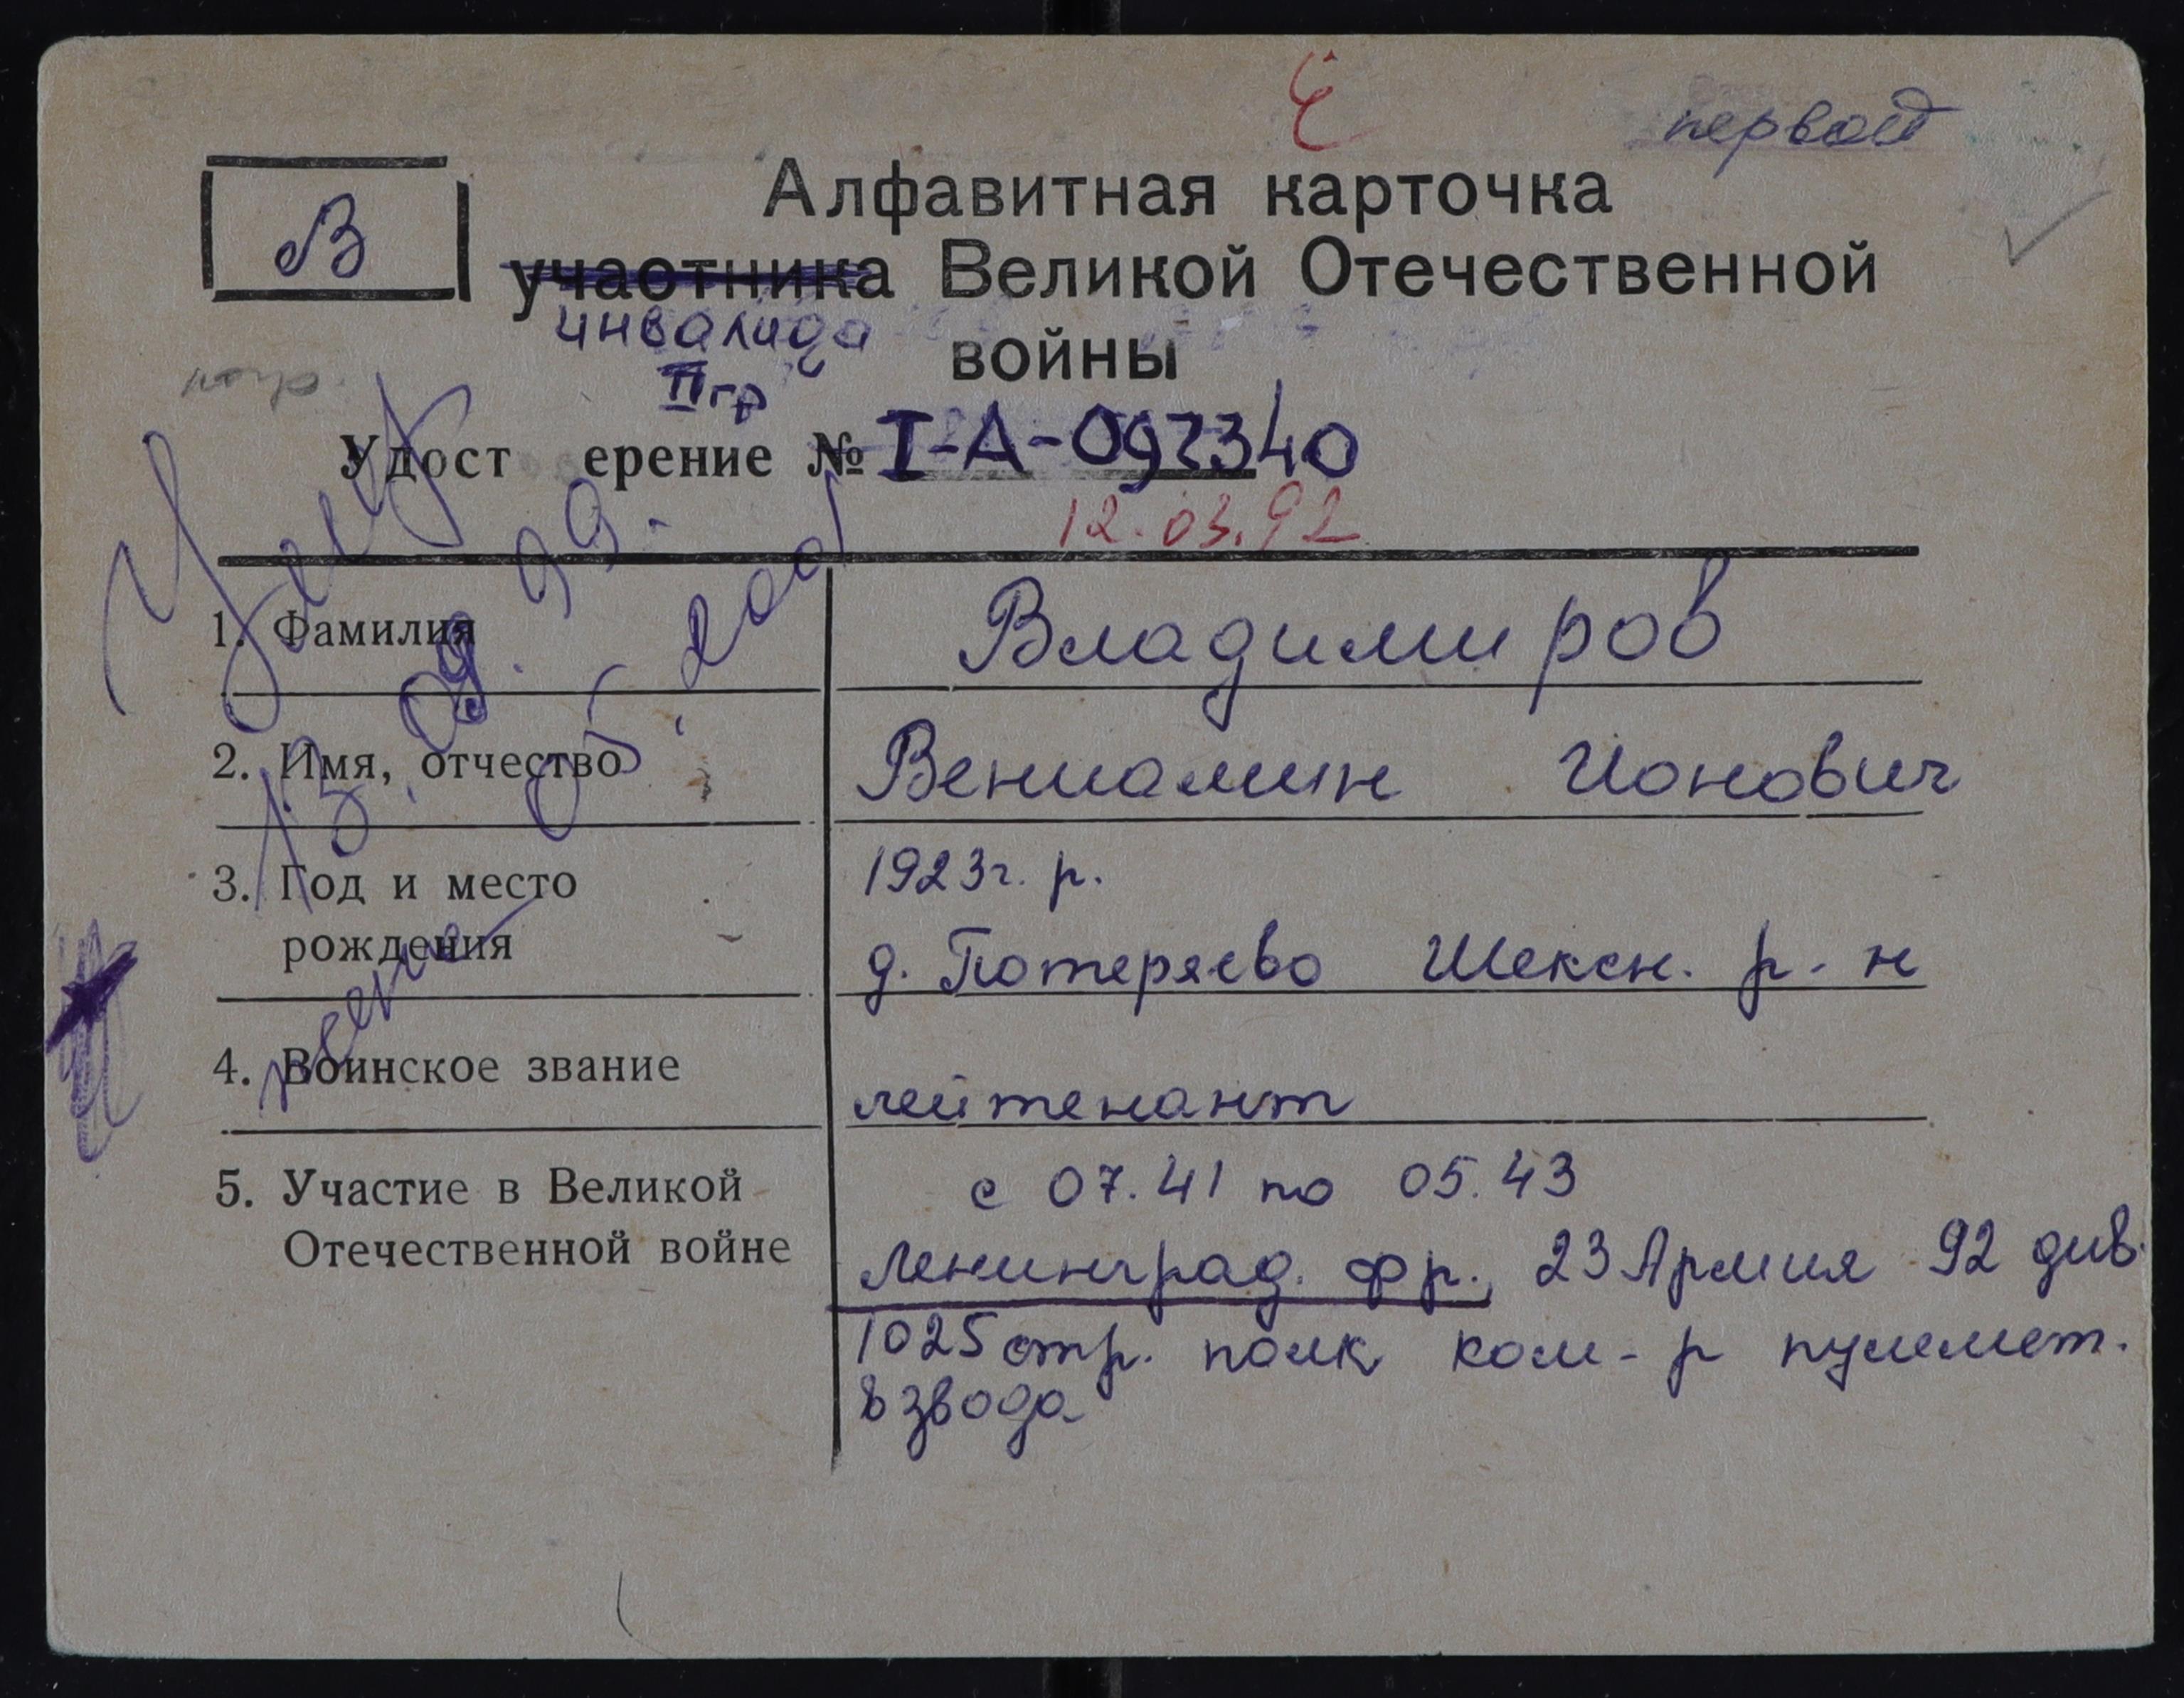 Ё
первой
В
Алфавитная карточка
участника Великой Отечественной
инвалида войны
II гр
Удост ерение № I-А-097340
12.03.92
1. Фамилия Владимиров
2. Имя, отчество Вениамин Ионович
3. Год и место 1923г. р.
рождения д. Потеряево Шексн. р-н
4. Воинское звание лейтенант
5. Участие в Великой с 07.41 по 05.43
Отечественной войне Ленинград. фр., 23 Армия 92 див.
1025 стр. полк ком-р пулемет.
взвода